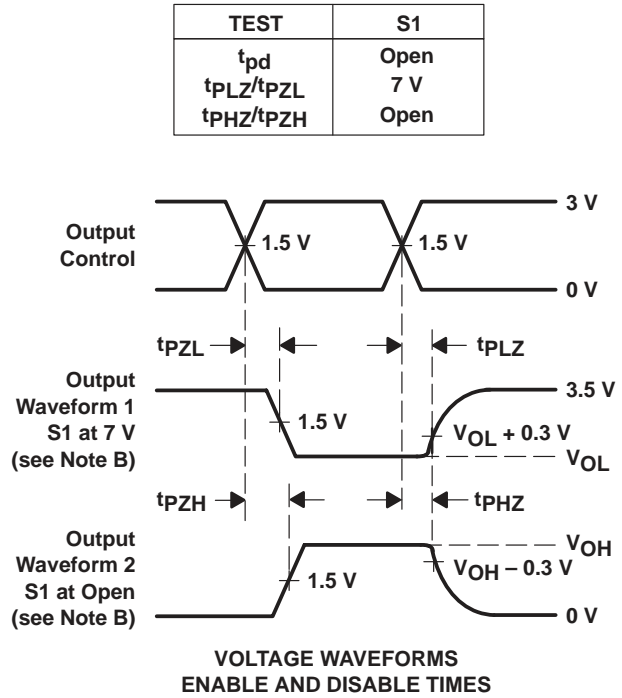 TEST S1
tpd Open
tPLZ/tPZL 7 V
tPHZ/tPZH Open
3 V
Output
Control
1.5 V 1.5 V
0 V
tPZL tPLZ
Output
Waveform 1
S1 at 7 V
(see Note B)
3.5 V
1.5 V
VOL + 0.3 V
VOL
tPZH tPHZ
Output
Waveform 2
S1 at Open
(see Note B)
VOH
1.5 V
VOH – 0.3 V
0 V
VOLTAGE WAVEFORMS
ENABLE AND DISABLE TIMES